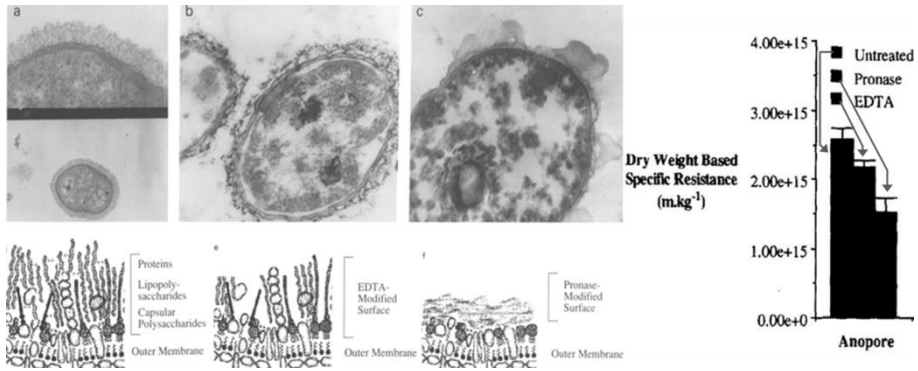 a
b
c
Proteins
Lipopoly-
saccharides
Capsular
Polysaccharides
Outer Membrane
e
EDTA-
Modified
Surface
Outer Membrane
f
Pronase-
Modified
Surface
Outer Membrane
4.00e+15
3.00e+15
2.00e+15
1.00e+15
0.00e+0
Untreated
Pronase
EDTA
Dry Weight Based
Specific Resistance
(m.kg-1)
Anopore